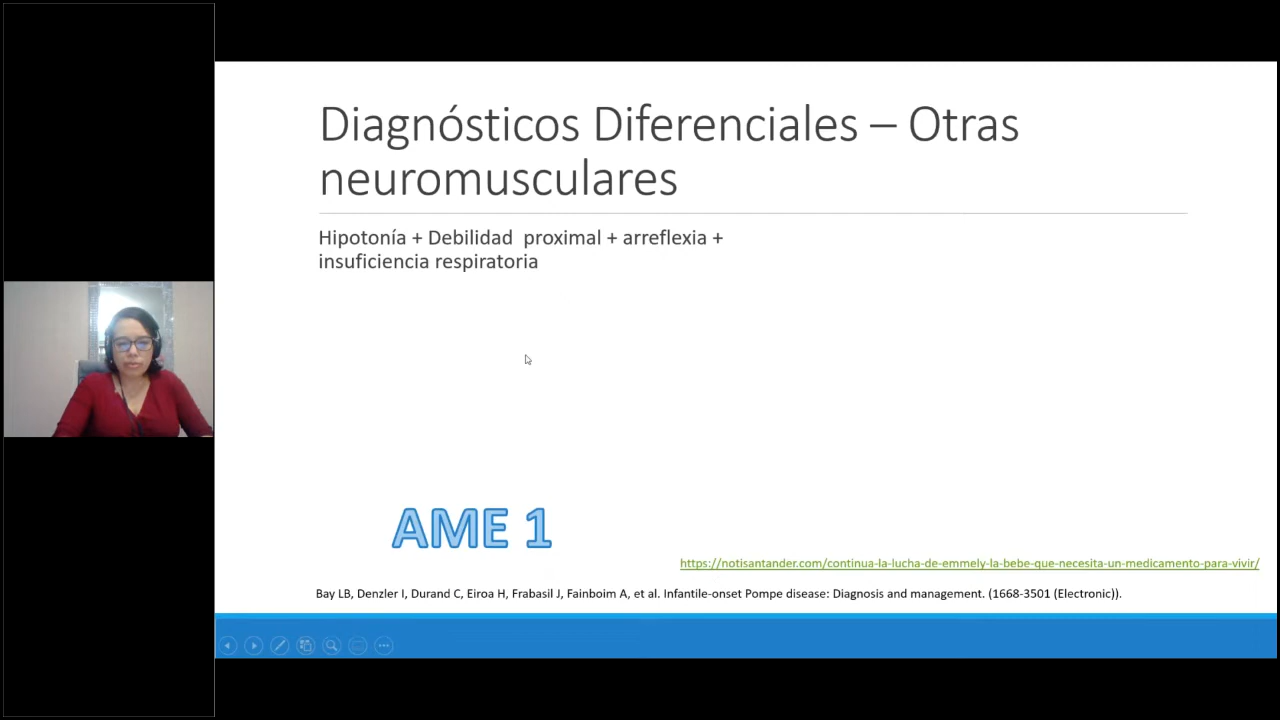 Diagnósticos Diferenciales – Otras
neuromusculares
Hipotonía + Debilidad  proximal + arreflexia +
insuficiencia respiratoria
AME 1
https://notisantander.com/continua-la-lucha-de-emmely-la-bebe-que-necesita-un-medicamento-para-vivir/
Bay LB, Denzler I, Durand C, Eiroa H, Frabasil J, Fainboim A, et al. Infantile-onset Pompe disease: Diagnosis and management. (1668-3501 (Electronic)).